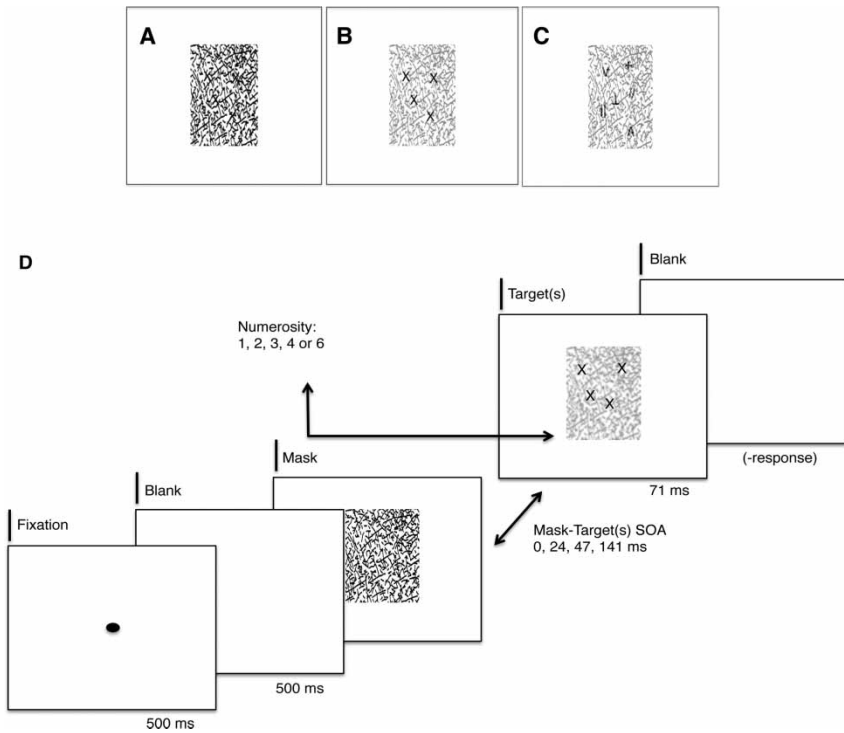 A
B
C
D
Blank
Target(s)
Numerosity:
1, 2, 3, 4 or 6
X X
X X
Mask
(-response)
71 ms
Blank
Mask-Target(s) SOA
0, 24, 47, 141 ms
Fixation
500 ms
500 ms